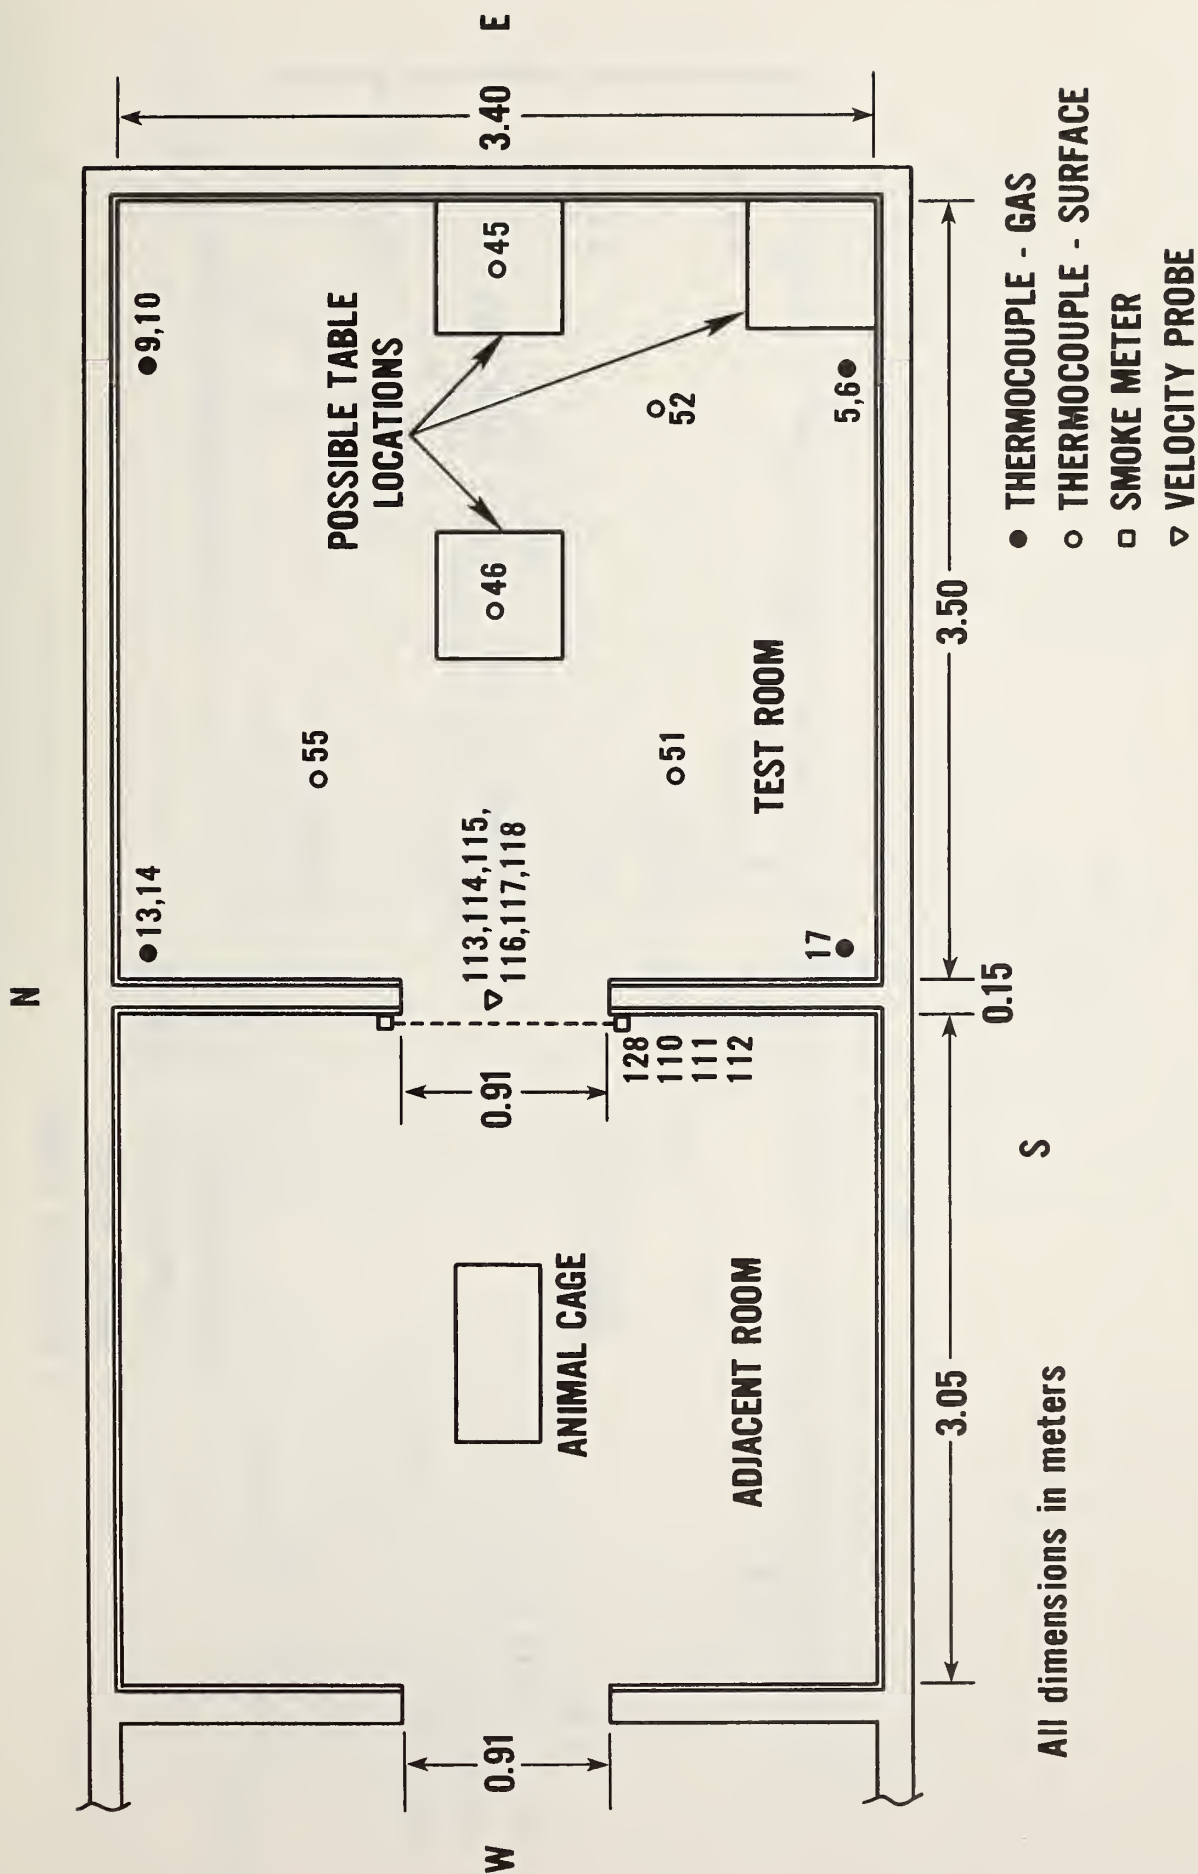 N
E
S
W
3.40
9,10
POSSIBLE TABLE
LOCATIONS
45
46
52
5,6
13,14
55
51
113,114,115,
116,117,118
17
TEST ROOM
0.91
128
110
111
112
3.50
0.15
3.05
ANIMAL CAGE
ADJACENT ROOM
0.91
All dimensions in meters
● THERMOCOUPLE - GAS
○ THERMOCOUPLE - SURFACE
□ SMOKE METER
▽ VELOCITY PROBE